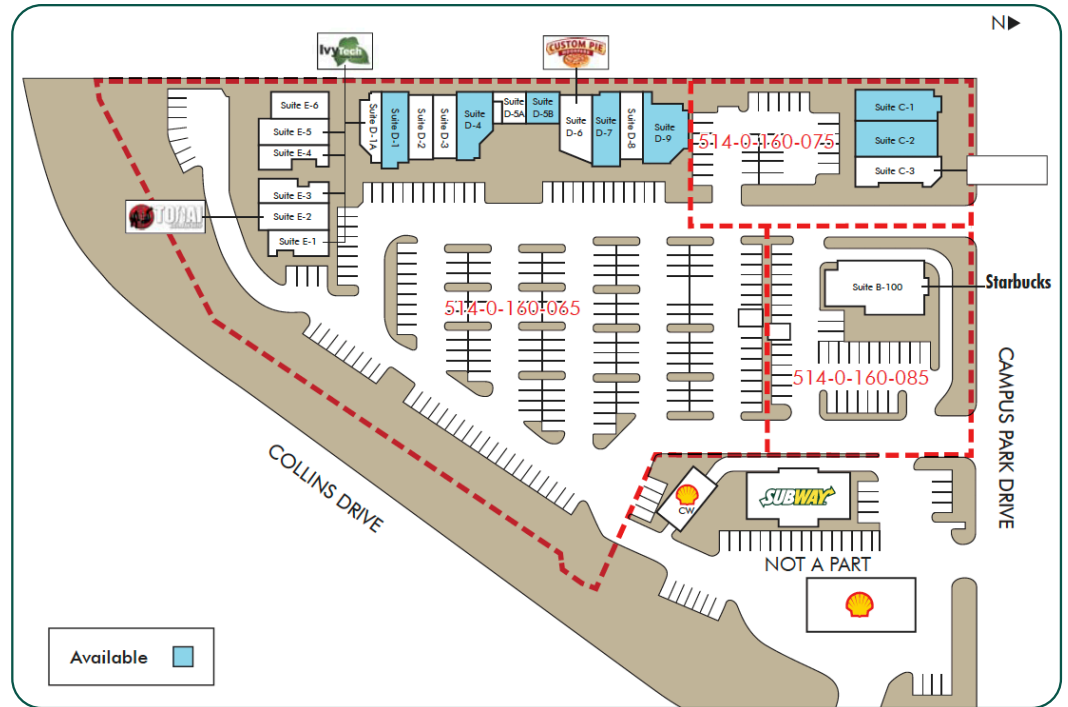 N
IvyTech
CUSTOM PIE
Suite E-6
Suite E-5
Suite E-4
Suite E-3
Suite E-2
Suite E-1
Suite D-1A
Suite D-1
Suite D-2
Suite D-3
Suite
D-4
Suite
D-5A
Suite
D-5B
Suite
D-6
Suite
D-7
Suite D-8
Suite
D-9
514-0-160-075
Suite C-1
Suite C-2
Suite C-3
Suite B-100
Starbucks
514-0-160-065
514-0-160-085
CAMPUS PARK DRIVE
COLLINS DRIVE
CW
SUBWAY
NOT A PART
Available